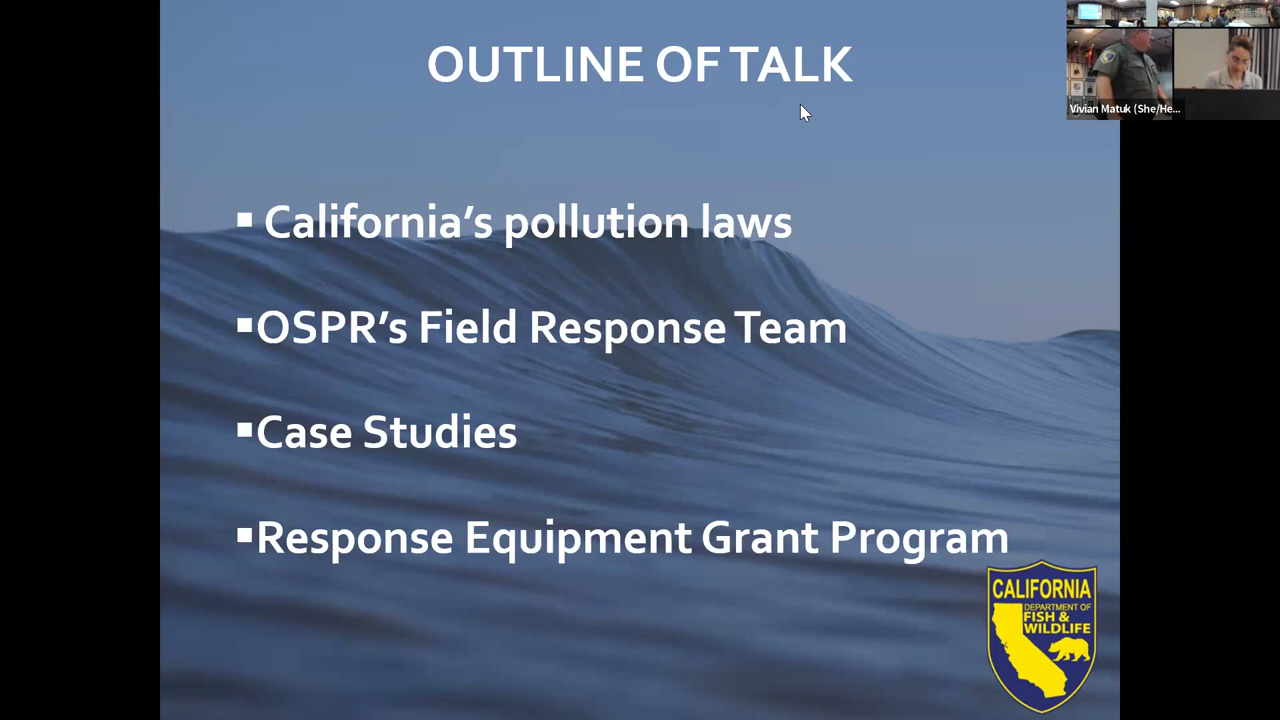 OUTLINE OF TALK
Vivian Matuk (She/He...
▪ California’s pollution laws
▪OSPR’s Field Response Team
▪Case Studies
▪Response Equipment Grant Program
CALIFORNIA
DEPARTMENT OF
FISH &
WILDLIFE